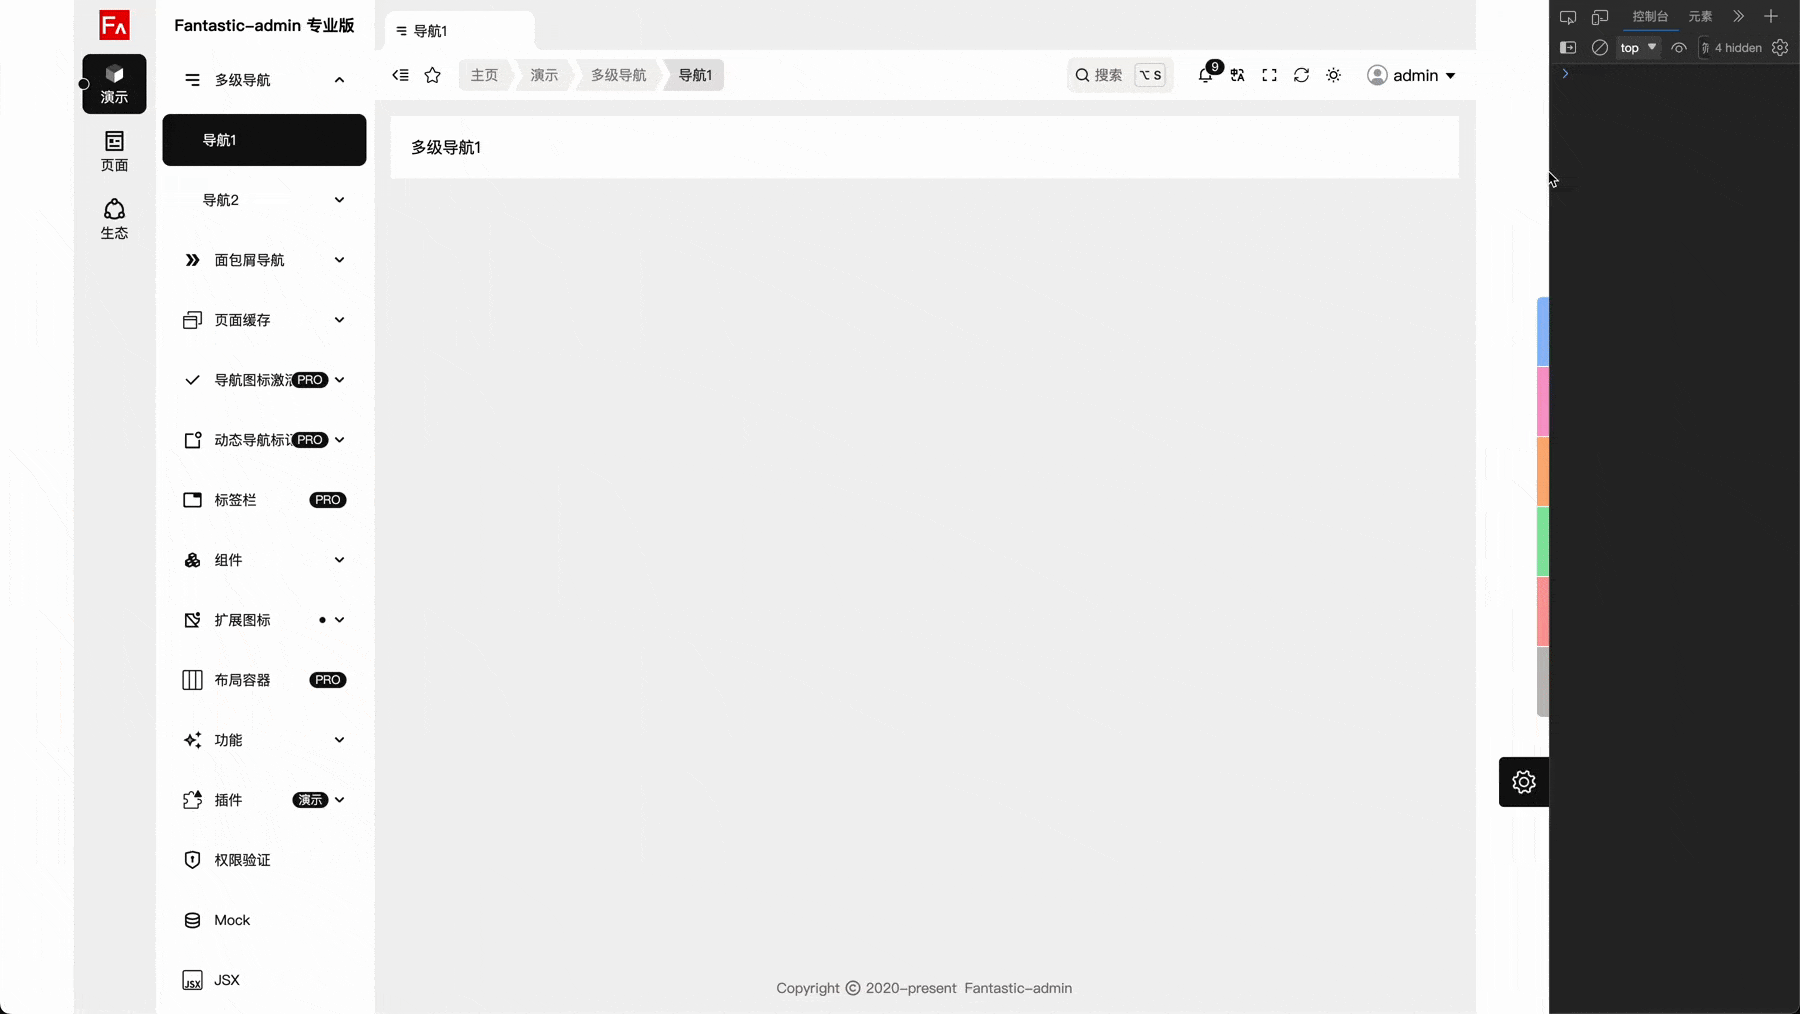 FA
演示
页面
生态
Fantastic-admin 专业版
多级导航
导航1
导航2
面包屑导航
页面缓存
导航图标激 PRO
动态导航标 PRO
标签栏 PRO
组件
扩展图标
布局容器 PRO
功能
插件 演示
权限验证
Mock
JSX JSX
导航1
主页 演示 多级导航 导航1
搜索 ⌥ S 9 admin
多级导航1
Copyright © 2020-present Fantastic-admin
控制台 元素
top 4 hidden